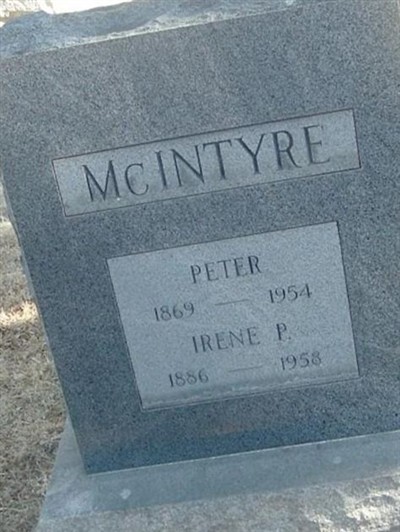 McINTYRE
PETER
1869 — 1954
IRENE P.
1886 — 1958